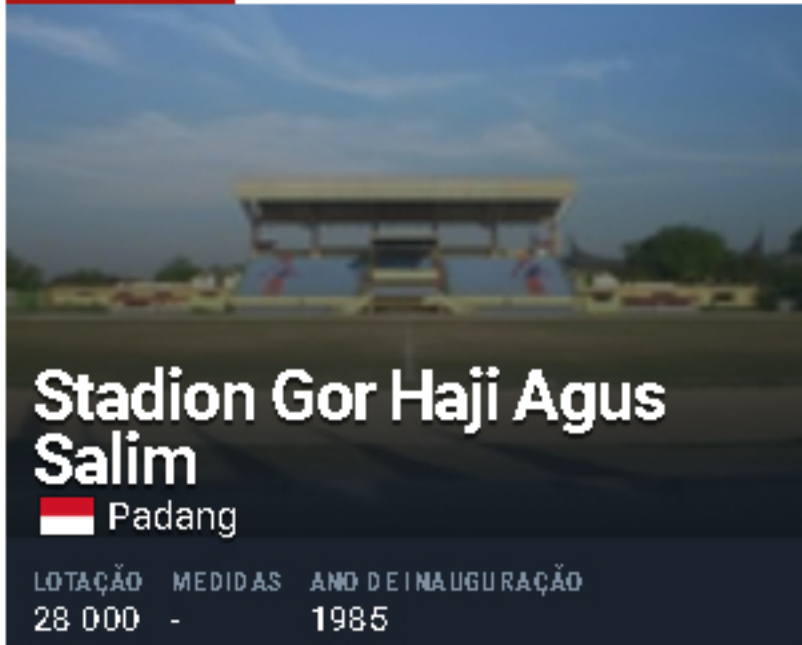 Stadion Gor Haji Agus
Salim
Padang
LOTAÇÃO MEDIDAS ANO DE INAUGURAÇÃO
28 000 - 1985